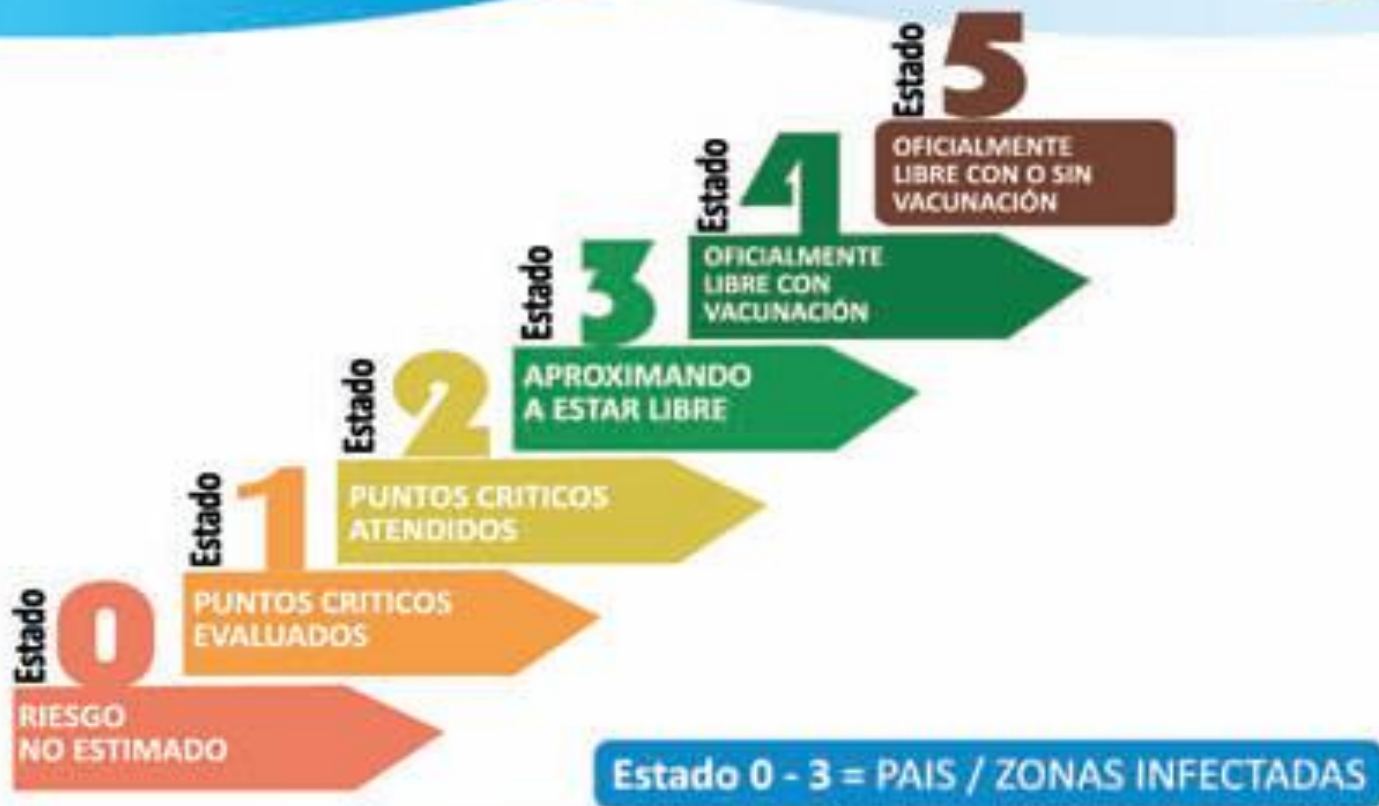 Estado 5
OFICIALMENTE
LIBRE CON O SIN
VACUNACIÓN
Estado 4
OFICIALMENTE
LIBRE CON
VACUNACIÓN
Estado 3
APROXIMANDO
A ESTAR LIBRE
Estado 2
PUNTOS CRITICOS
ATENDIDOS
Estado 1
PUNTOS CRITICOS
EVALUADOS
Estado 0
RIESGO
NO ESTIMADO
Estado 0 - 3 = PAIS / ZONAS INFECTADAS